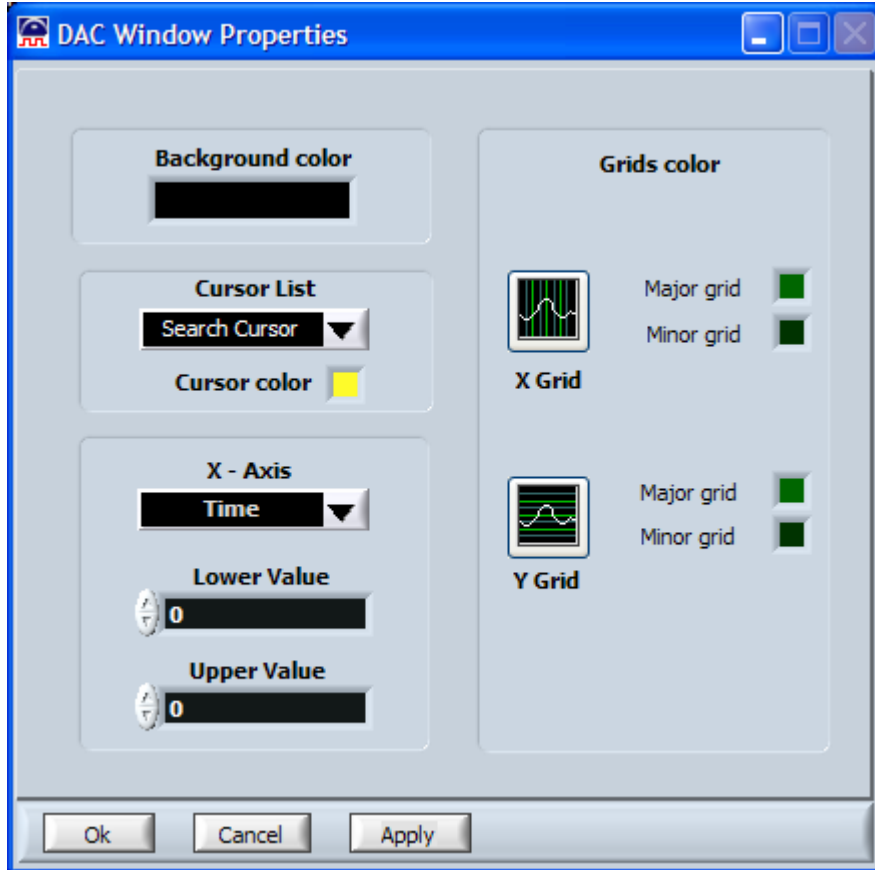 DAC Window Properties
Background color
Cursor List
Search Cursor
Cursor color
X - Axis
Time
Lower Value
0
Upper Value
0
Grids color
Major grid
Minor grid
X Grid
Major grid
Minor grid
Y Grid
Ok
Cancel
Apply